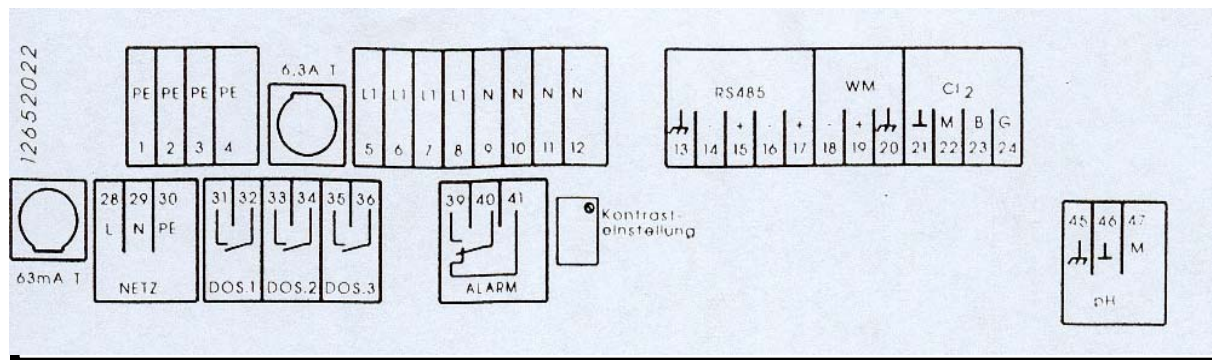 12652022
PE PE PE PE
1 2 3 4
6,3A T
L1 L1 L1 L1 N N N N
5 6 7 8 9 10 11 12
RS485 WM Cl2
- + - + - + M B G
13 14 15 16 17 18 19 20 21 22 23 24
63mA T
28 29 30
L N PE
NETZ
31 32 33 34 35 36
DOS.1 DOS.2 DOS.3
39 40 41
ALARM
Kontrast-
einstellung
45 46 47
M
pH